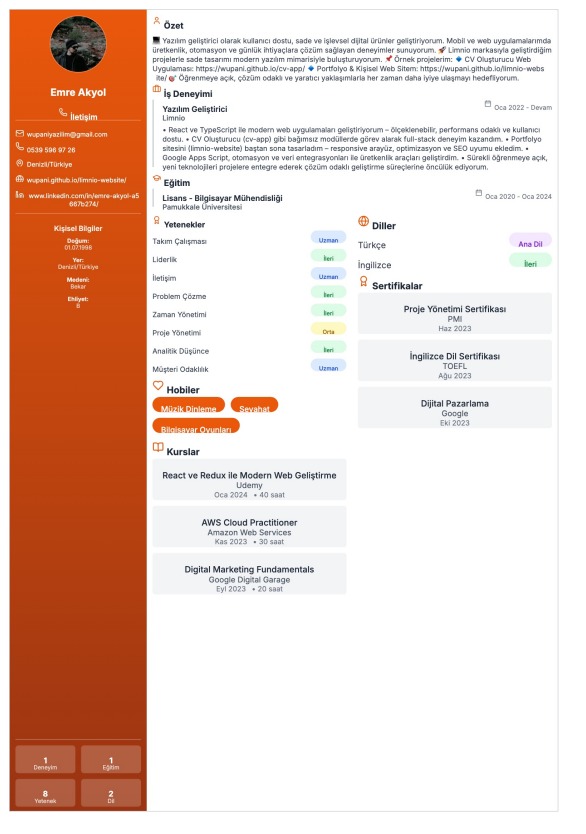 Emre Akyol
İletişim
wupaniyazilim@gmail.com
0539 596 97 26
Denizli/Türkiye
wupani.github.io/limnio-website/
www.linkedin.com/in/emre-akyol-a5
667b274/
Kişisel Bilgiler
Doğum:
01.07.1998
Yer:
Denizli/Türkiye
Medeni:
Bekar
Ehliyet:
B
1
Deneyim
1
Eğitim
8
Yetenek
2
Dil
Özet
Yazılım geliştirici olarak kullanıcı dostu, sade ve işlevsel dijital ürünler geliştiriyorum. Mobil ve web uygulamalarımda
üretkenlik, otomasyon ve günlük ihtiyaçlara çözüm sağlayan deneyimler sunuyorum. 🚀 Limnio markasıyla geliştirdiğim
projelerle sade tasarımı modern yazılım mimarisiyle buluşturuyorum. 📌 Örnek projelerim: 🔹 CV Oluşturucu Web
Uygulaması: https://wupani.github.io/cv-app/ 🔹 Portfolyo & Kişisel Web Sitem: https://wupani.github.io/limnio-webs
ite/ 🎯 Öğrenmeye açık, çözüm odaklı ve yaratıcı yaklaşımlarla her zaman daha iyiye ulaşmayı hedefliyorum.
İş Deneyimi
Yazılım Geliştirici
Oca 2022 - Devam
Limnio
• React ve TypeScript ile modern web uygulamaları geliştiriyorum – ölçeklenebilir, performans odaklı ve kullanıcı
dostu. • CV Oluşturucu (cv-app) gibi bağımsız modüllerde görev alarak full-stack deneyim kazandım. • Portfolyo
sitesini (limnio-website) baştan sona tasarladım – responsive arayüz, optimizasyon ve SEO uyumu ekledim. •
Google Apps Script, otomasyon ve veri entegrasyonları ile üretkenlik araçları geliştirdim. • Sürekli öğrenmeye açık,
yeni teknolojileri projelere entegre ederek çözüm odaklı geliştirme süreçlerine öncülük ediyorum.
Eğitim
Lisans - Bilgisayar Mühendisliği
Oca 2020 - Oca 2024
Pamukkale Üniversitesi
Yetenekler
Takım Çalışması Uzman
Liderlik İleri
İletişim Uzman
Problem Çözme İleri
Zaman Yönetimi İleri
Proje Yönetimi Orta
Analitik Düşünce İleri
Müşteri Odaklılık Uzman
Hobiler
Müzik Dinleme Seyahat
Bilgisayar Oyunları
Kurslar
React ve Redux ile Modern Web Geliştirme
Udemy
Oca 2024 • 40 saat
AWS Cloud Practitioner
Amazon Web Services
Kas 2023 • 30 saat
Digital Marketing Fundamentals
Google Digital Garage
Eyl 2023 • 20 saat
Diller
Türkçe Ana Dil
İngilizce İleri
Sertifikalar
Proje Yönetimi Sertifikası
PMI
Haz 2023
İngilizce Dil Sertifikası
TOEFL
Ağu 2023
Dijital Pazarlama
Google
Eki 2023